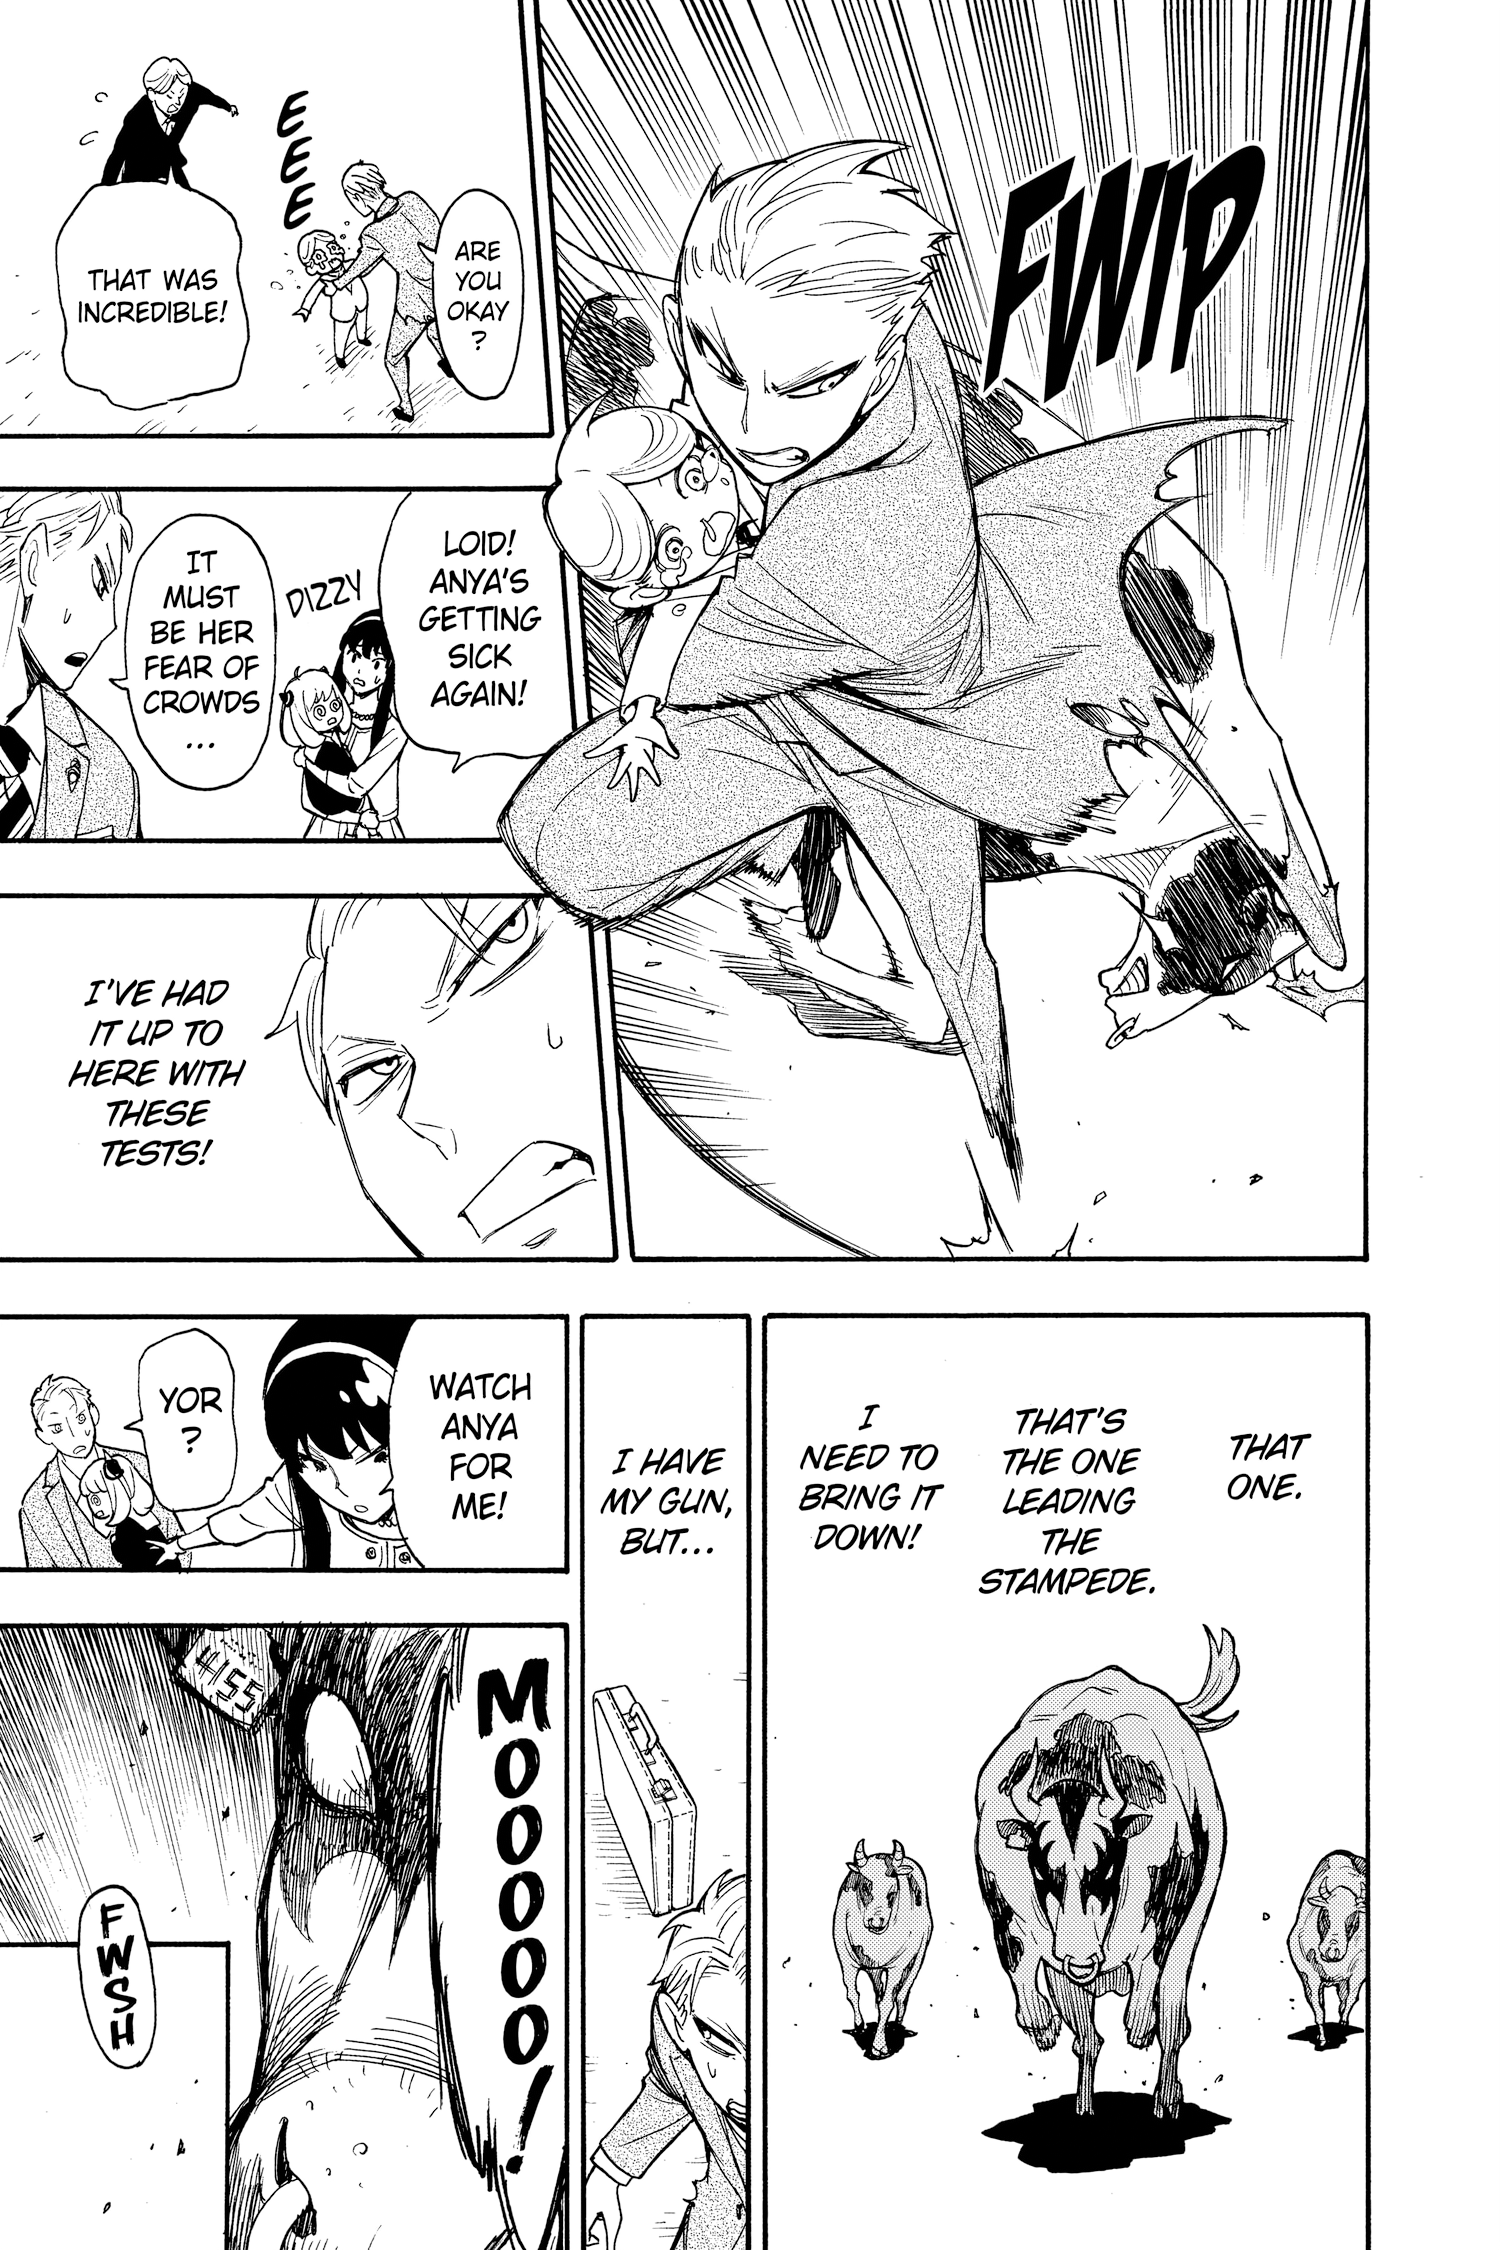 FWIP
ARE
YOU
OKAY
?
EEE
THAT WAS
INCREDIBLE!
LOID!
ANYA'S
GETTING
SICK
AGAIN!
DIZZY
IT
MUST
BE HER
FEAR OF
CROWDS
...
I'VE HAD
IT UP TO
HERE WITH
THESE
TESTS!
THAT
ONE.
THAT'S
THE ONE
LEADING
THE
STAMPEDE.
I
NEED TO
BRING IT
DOWN!
I HAVE
MY GUN,
BUT...
WATCH
ANYA
FOR
ME!
YOR
?
MOOOOOO!
#155
FWSH